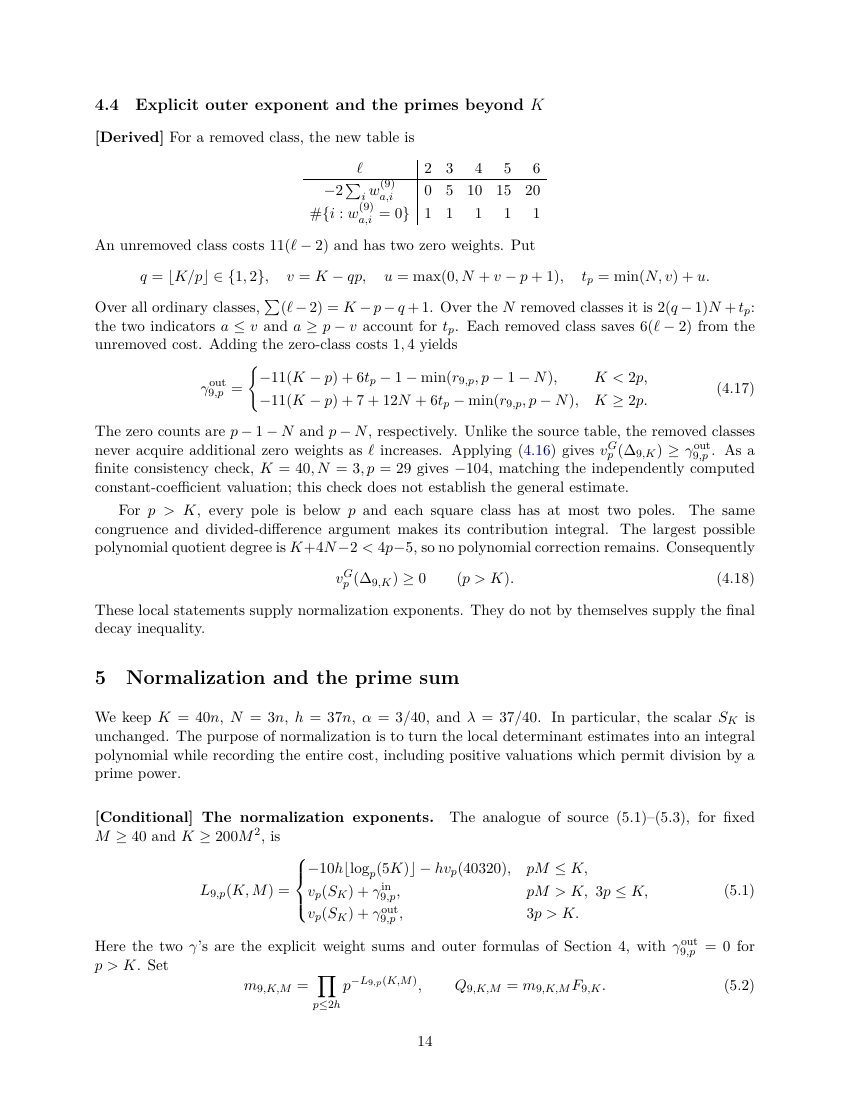 4.4 Explicit outer exponent and the primes beyond K
[Derived] For a removed class, the new table is
ℓ 2 3 4 5 6
−2∑_i w_{a,i}^{(9)} 0 5 10 15 20
#{i : w_{a,i}^{(9)} = 0} 1 1 1 1 1
An unremoved class costs 11(ℓ − 2) and has two zero weights. Put
q = ⌊K/p⌋ ∈ {1, 2}, v = K − qp, u = max(0, N + v − p + 1), t_p = min(N, v) + u.
Over all ordinary classes, ∑(ℓ − 2) = K − p − q + 1. Over the N removed classes it is 2(q − 1)N + t_p:
the two indicators a ≤ v and a ≥ p − v account for t_p. Each removed class saves 6(ℓ − 2) from the
unremoved cost. Adding the zero-class costs 1, 4 yields
γ_{9,p}^{out} = { −11(K − p) + 6t_p − 1 − min(r_{9,p}, p − 1 − N), K < 2p,
−11(K − p) + 7 + 12N + 6t_p − min(r_{9,p}, p − N), K ≥ 2p. (4.17)
The zero counts are p − 1 − N and p − N, respectively. Unlike the source table, the removed classes
never acquire additional zero weights as ℓ increases. Applying (4.16) gives v_p^G(Δ_{9,K}) ≥ γ_{9,p}^{out}. As a
finite consistency check, K = 40, N = 3, p = 29 gives −104, matching the independently computed
constant-coefficient valuation; this check does not establish the general estimate.
For p > K, every pole is below p and each square class has at most two poles. The same
congruence and divided-difference argument makes its contribution integral. The largest possible
polynomial quotient degree is K + 4N − 2 < 4p − 5, so no polynomial correction remains. Consequently
v_p^G(Δ_{9,K}) ≥ 0 (p > K). (4.18)
These local statements supply normalization exponents. They do not by themselves supply the final
decay inequality.
5 Normalization and the prime sum
We keep K = 40n, N = 3n, h = 37n, α = 3/40, and λ = 37/40. In particular, the scalar S_K is
unchanged. The purpose of normalization is to turn the local determinant estimates into an integral
polynomial while recording the entire cost, including positive valuations which permit division by a
prime power.
[Conditional] The normalization exponents. The analogue of source (5.1)–(5.3), for fixed
M ≥ 40 and K ≥ 200M², is
L_{9,p}(K, M) = { −10h⌊log_p(5K)⌋ − hv_p(40320), pM ≤ K,
v_p(S_K) + γ_{9,p}^{in}, pM > K, 3p ≤ K, (5.1)
v_p(S_K) + γ_{9,p}^{out}, 3p > K.
Here the two γ's are the explicit weight sums and outer formulas of Section 4, with γ_{9,p}^{out} = 0 for
p > K. Set
m_{9,K,M} = ∏_{p≤2h} p^{−L_{9,p}(K,M)}, Q_{9,K,M} = m_{9,K,M}F_{9,K}. (5.2)
14